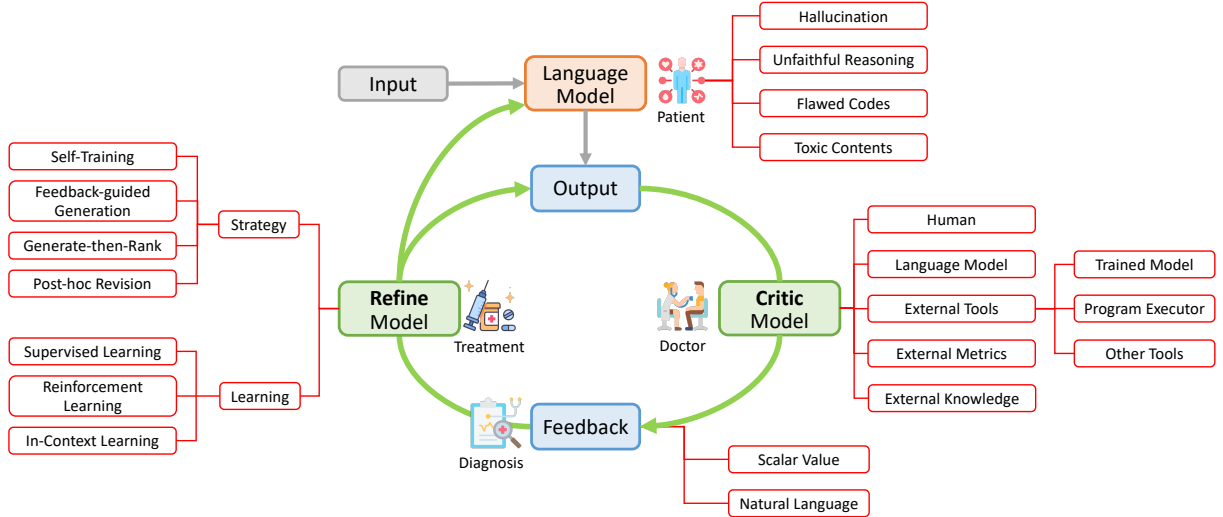 Hallucination
Unfaithful Reasoning
Flawed Codes
Toxic Contents
Input
Language
Model
Patient
Output
Self-Training
Feedback-guided
Generation
Generate-then-Rank
Post-hoc Revision
Strategy
Supervised Learning
Reinforcement
Learning
In-Context Learning
Learning
Refine
Model
Treatment
Doctor
Critic
Model
Human
Language Model
External Tools
External Metrics
External Knowledge
Trained Model
Program Executor
Other Tools
Diagnosis
Feedback
Scalar Value
Natural Language